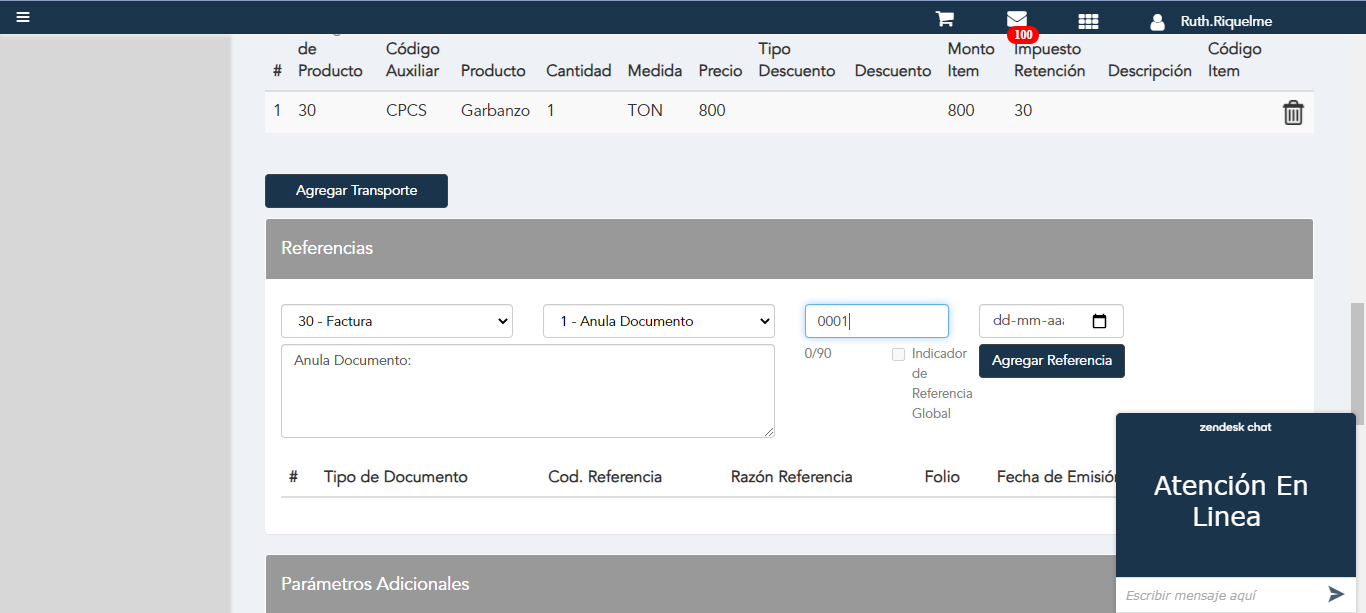 Ruth.Riquelme
100
# de Producto Código Auxiliar Producto Cantidad Medida Precio Tipo Descuento Descuento Monto Item Impuesto Retención Descripción Código Item
1 30 CPCS Garbanzo 1 TON 800 800 30
Agregar Transporte
Referencias
30 - Factura 1 - Anula Documento 0001 dd-mm-aa
Anula Documento:
0/90
Indicador
de
Referencia
Global
Agregar Referencia
# Tipo de Documento Cod. Referencia Razón Referencia Folio Fecha de Emisión
Parámetros Adicionales
zendesk chat
Atención En
Linea
Escribir mensaje aquí